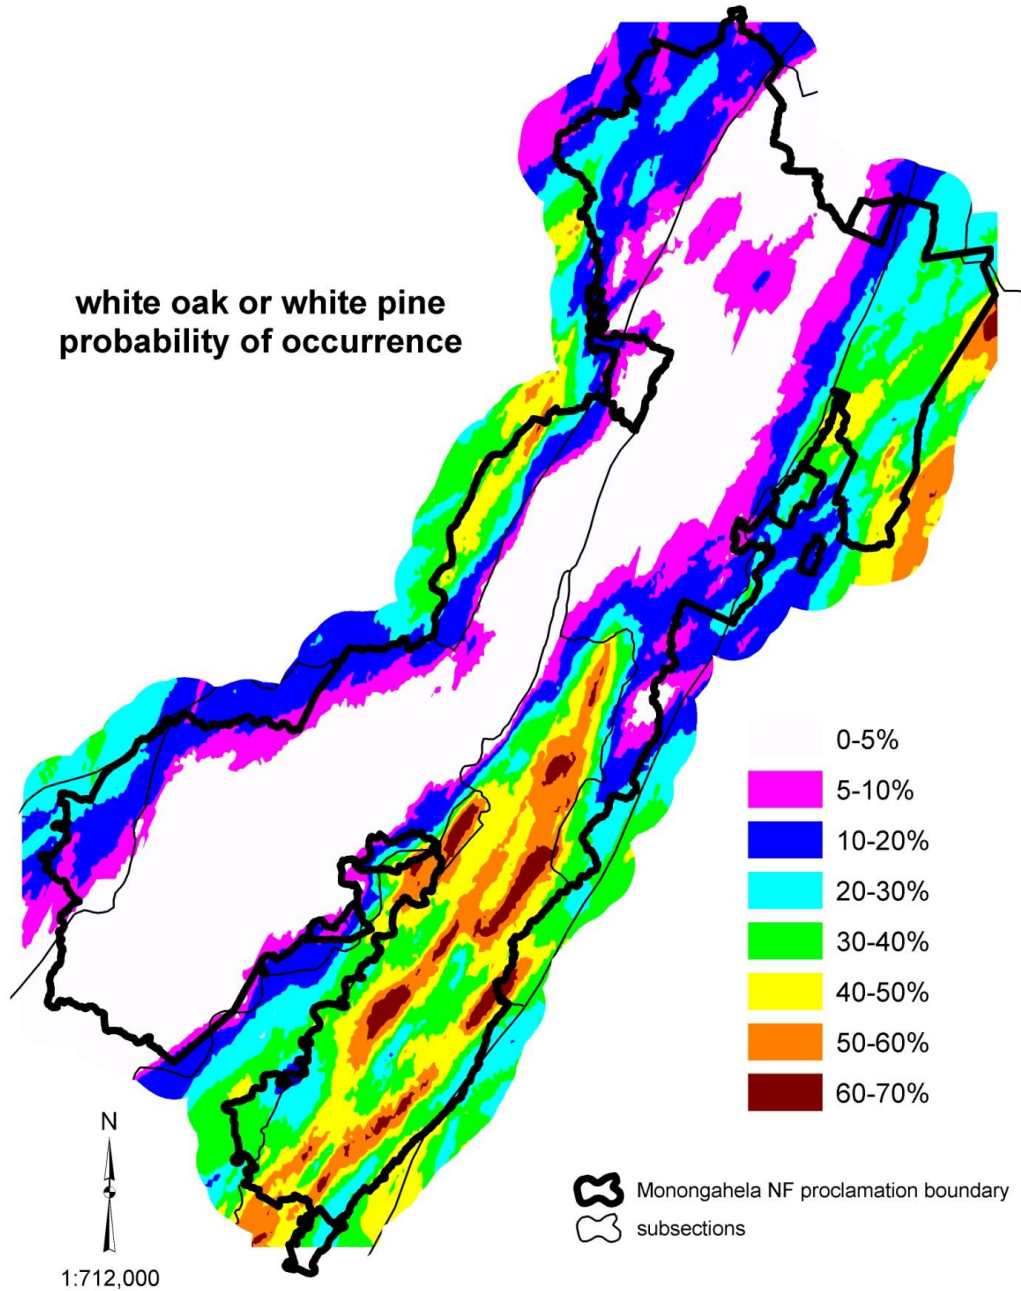 white oak or white pine
probability of occurrence
0-5%
5-10%
10-20%
20-30%
30-40%
40-50%
50-60%
60-70%
N
1:712,000
Monongahela NF proclamation boundary
subsections